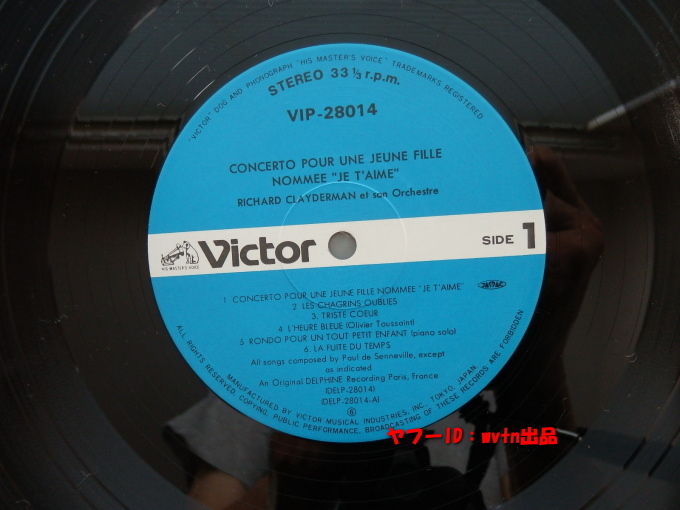 "VICTOR" DOG AND PHONOGRAPH "HIS MASTER'S VOICE" TRADEMARKS REGISTERED
STEREO 33 1/3 r.p.m.
VIP-28014
CONCERTO POUR UNE JEUNE FILLE
NOMMEE "JE T'AIME"
RICHARD CLAYDERMAN et son Orchestre
HIS MASTER'S VOICE
Victor
SIDE 1
JASRAC
1 CONCERTO POUR UNE JEUNE FILLE NOMMEE "JE T'AIME"
2. LES CHAGRINS OUBLIES
3. TRISTE COEUR
4 L'HEURE BLEUE (Olivier Toussaint)
5 RONDO POUR UN TOUT PETIT ENFANT (piano solo)
6. LA FUITE DU TEMPS
All songs composed by Paul de Senneville, except
as indicated
An Original DELPHINE Recording Paris, France
(DELP-28014)
(DELP-28014-A)
6
MANUFACTURED BY VICTOR MUSICAL INDUSTRIES, INC. TOKYO, JAPAN
ALL RIGHTS RESERVED COPYING, PUBLIC PERFORMANCE, BROADCASTING OF THESE RECORDS ARE FORBIDDEN
ヤフーID：mvtn出品